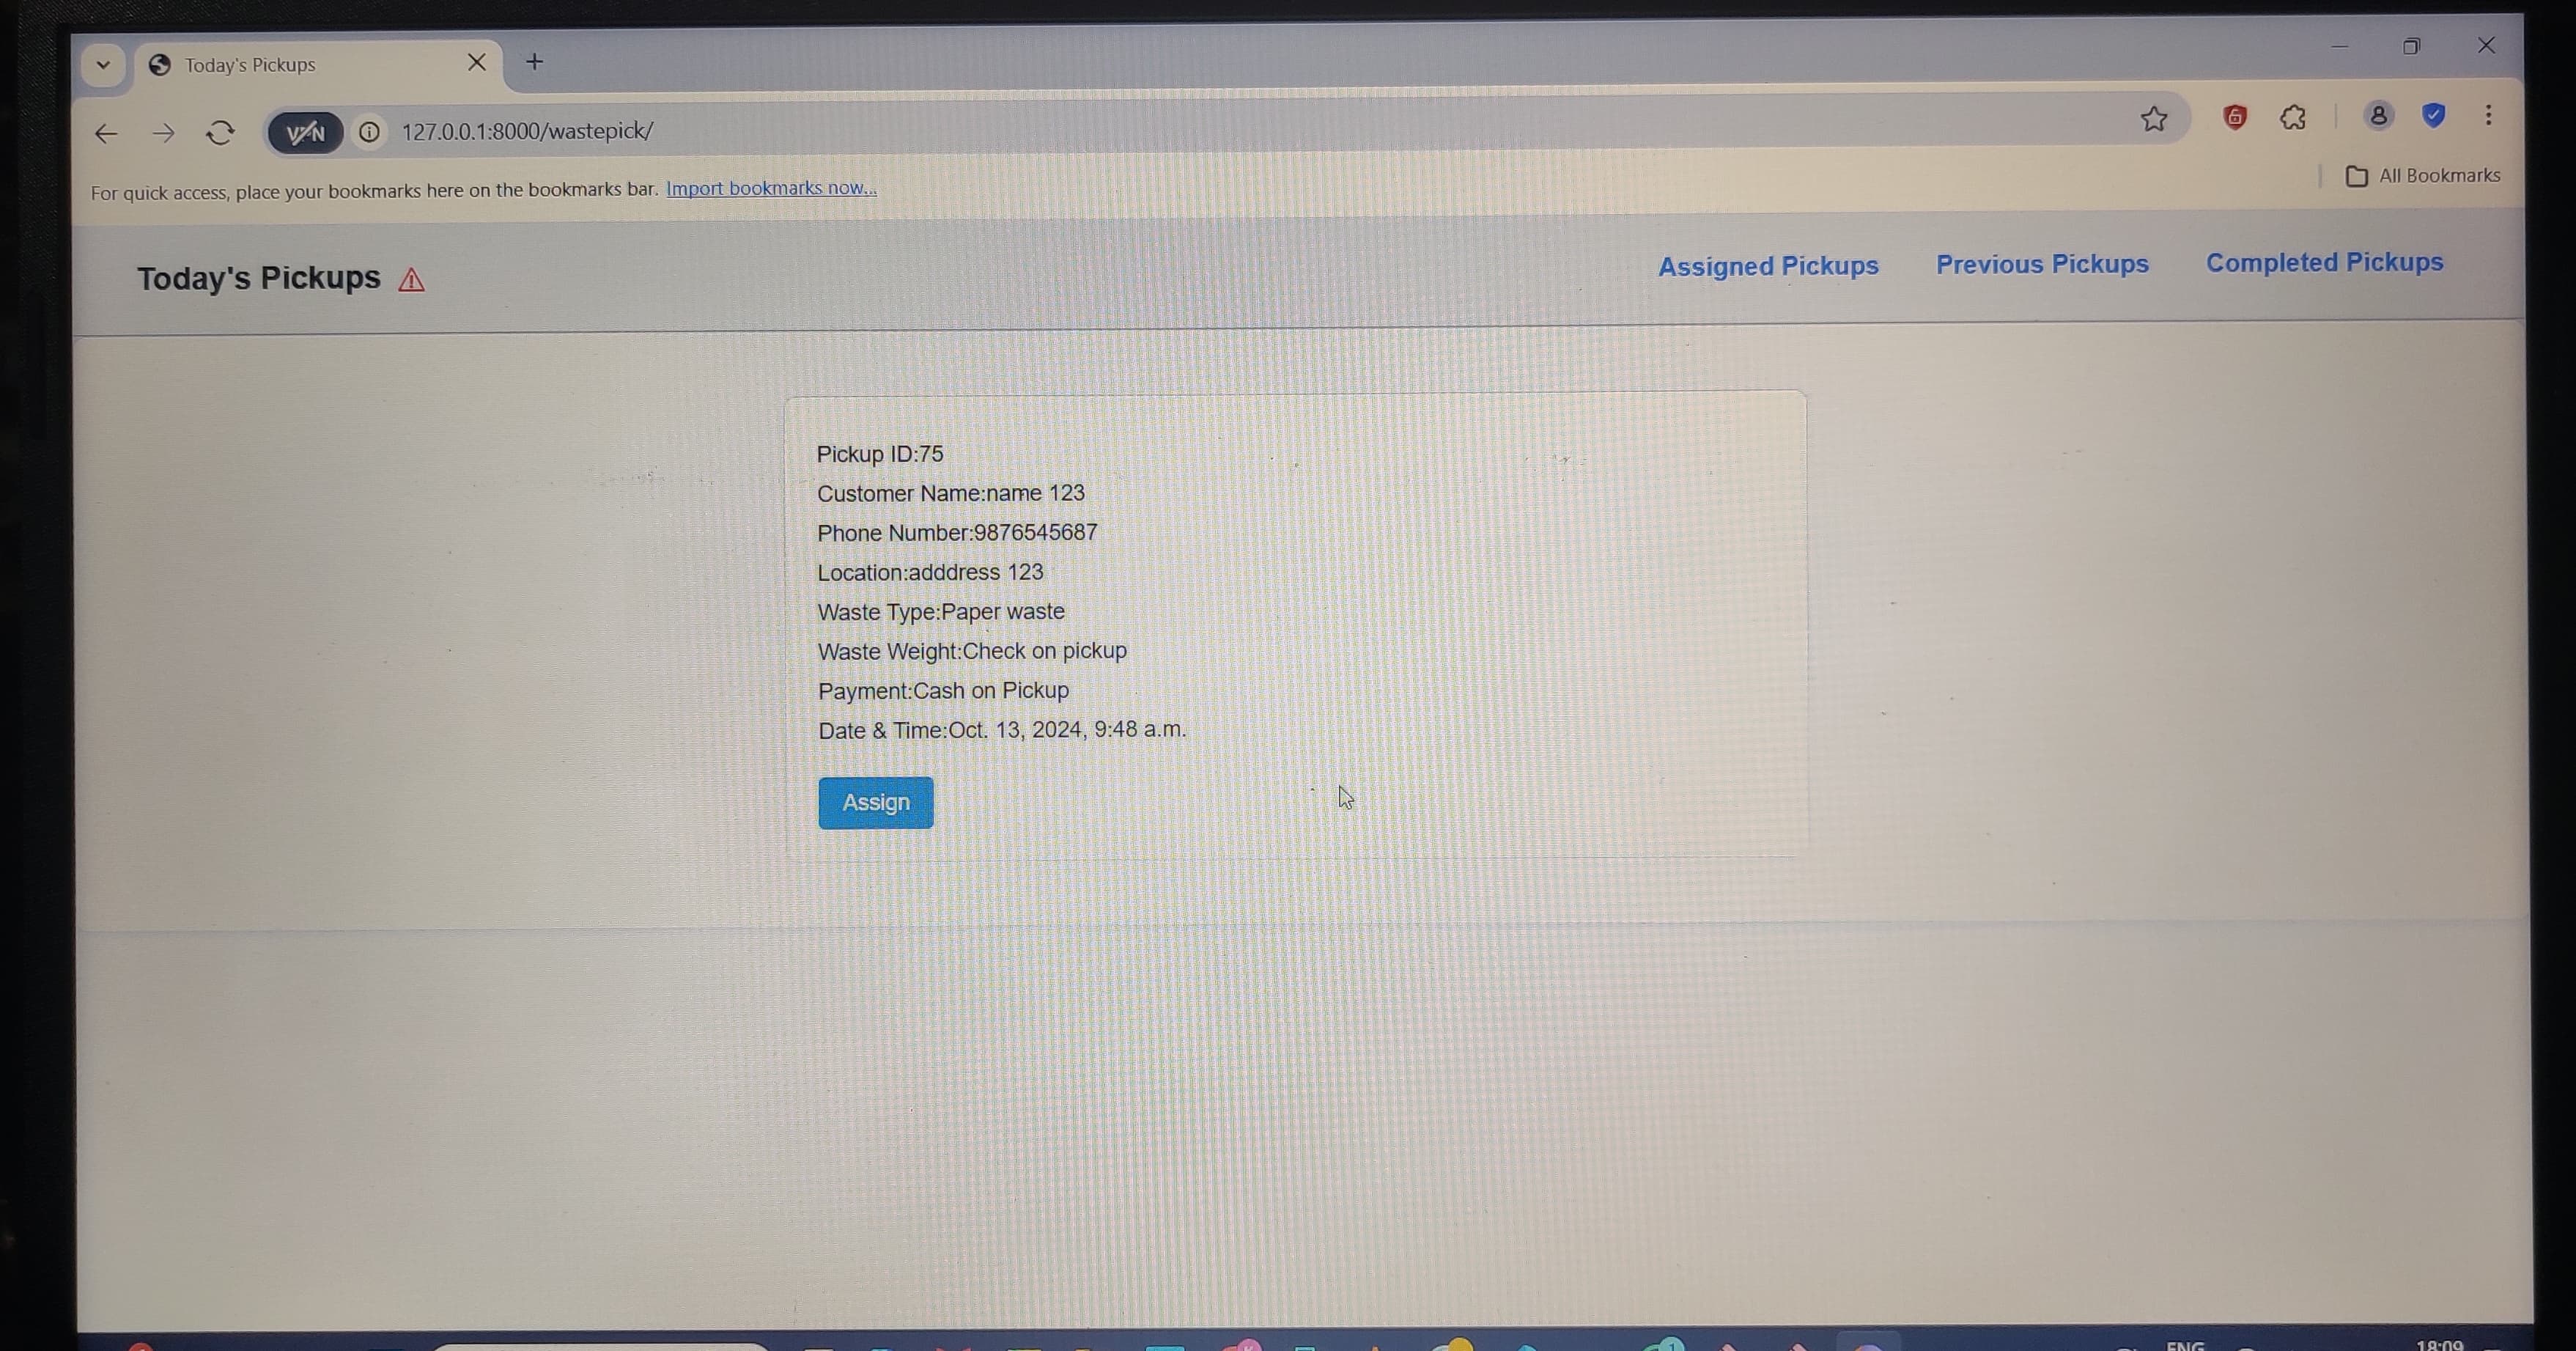 Today's Pickups
VPN
127.0.0.1:8000/wastepick/
For quick access, place your bookmarks here on the bookmarks bar. Import bookmarks now...
All Bookmarks
Today's Pickups
Assigned Pickups Previous Pickups Completed Pickups
Pickup ID:75
Customer Name:name 123
Phone Number:9876545687
Location:adddress 123
Waste Type:Paper waste
Waste Weight:Check on pickup
Payment:Cash on Pickup
Date & Time:Oct. 13, 2024, 9:48 a.m.
Assign
ENG
18:09